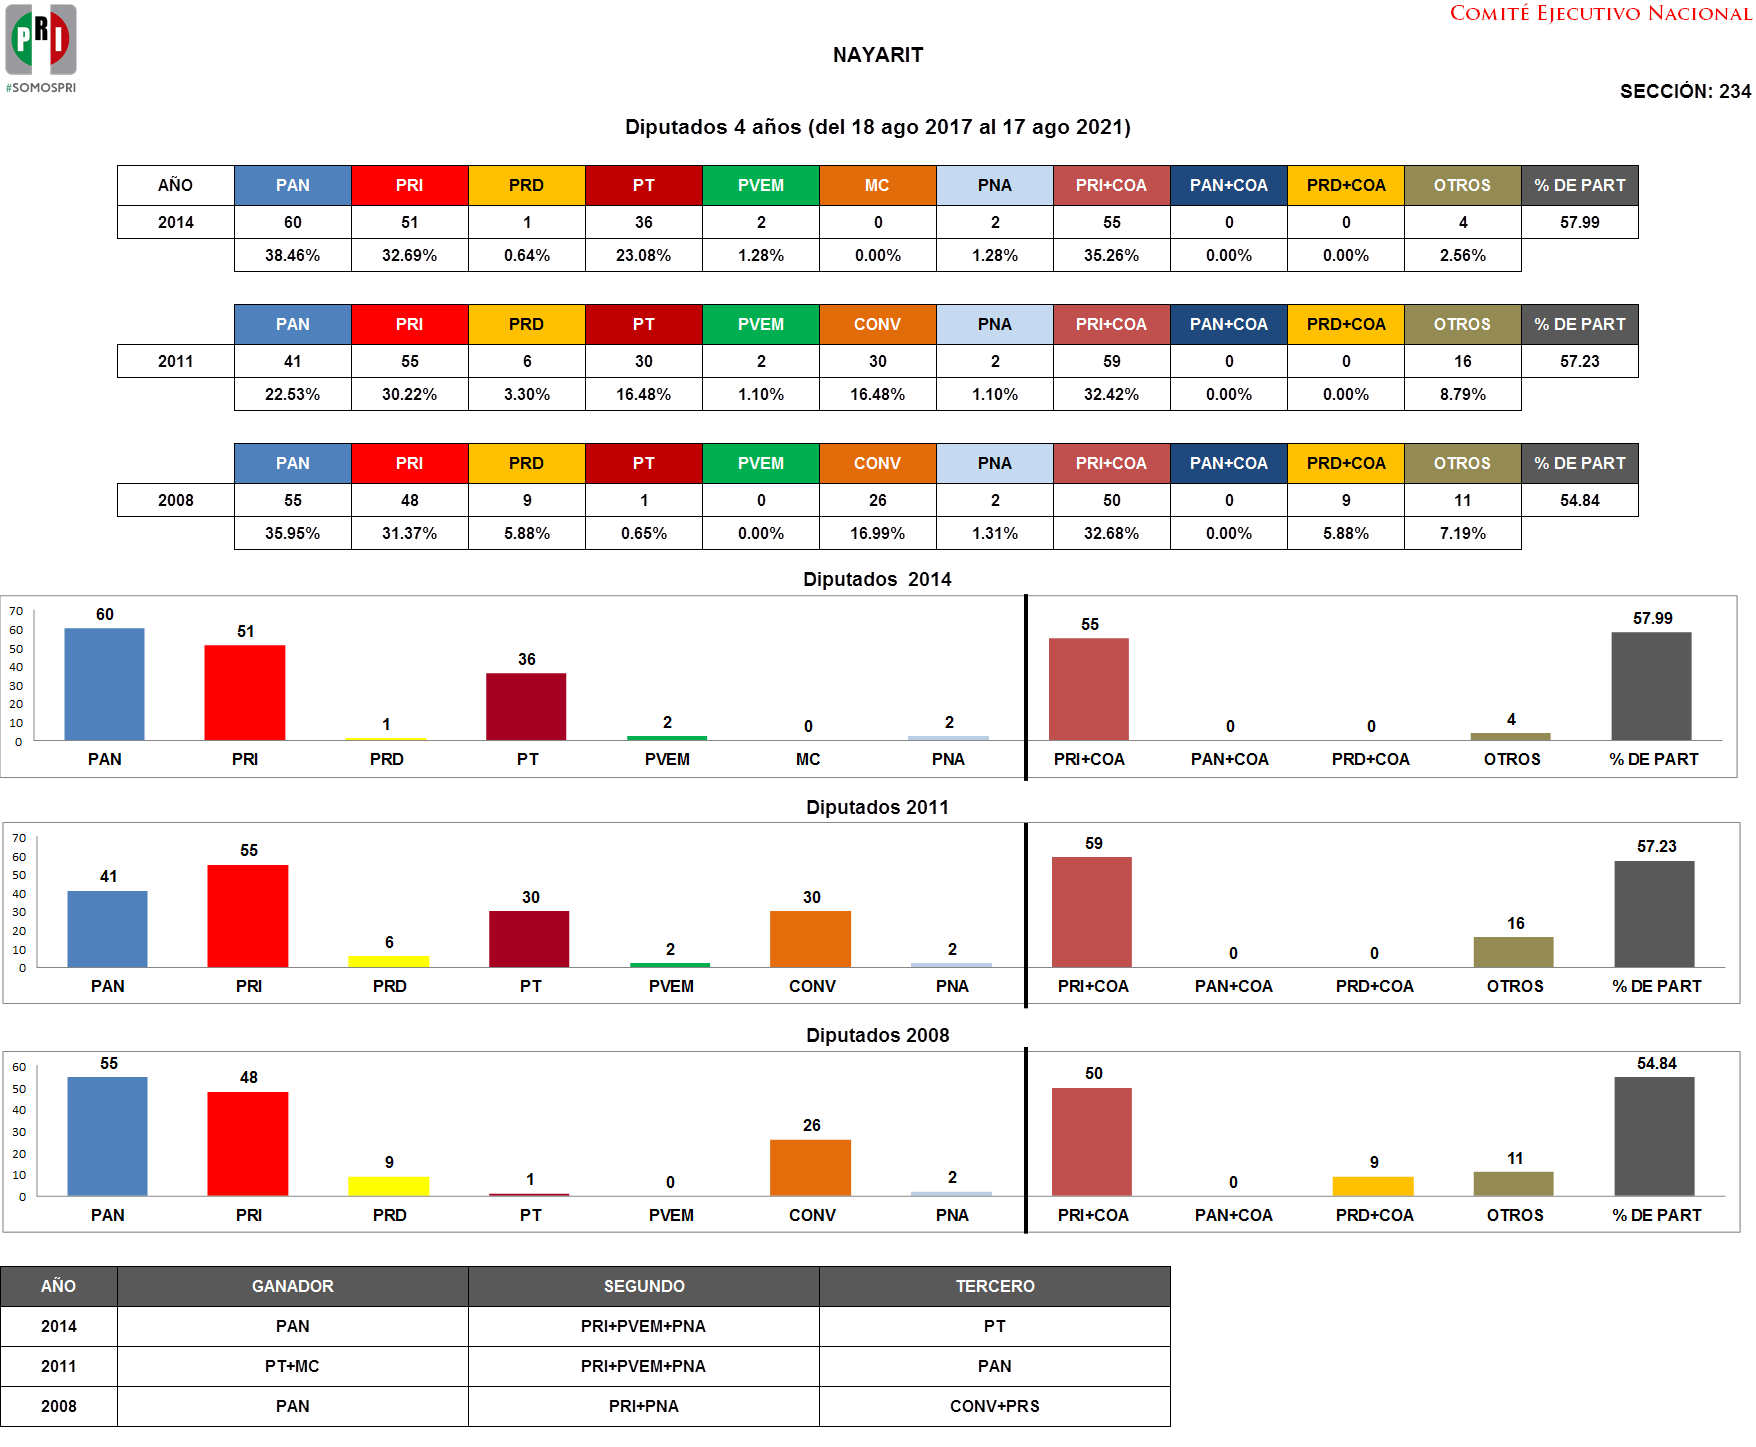 PRI
#SOMOSPRI
COMITÉ EJECUTIVO NACIONAL
NAYARIT
SECCIÓN: 234
Diputados 4 años (del 18 ago 2017 al 17 ago 2021)
AÑO PAN PRI PRD PT PVEM MC PNA PRI+COA PAN+COA PRD+COA OTROS % DE PART
2014 60 51 1 36 2 0 2 55 0 0 4 57.99
38.46% 32.69% 0.64% 23.08% 1.28% 0.00% 1.28% 35.26% 0.00% 0.00% 2.56%
PAN PRI PRD PT PVEM CONV PNA PRI+COA PAN+COA PRD+COA OTROS % DE PART
2011 41 55 6 30 2 30 2 59 0 0 16 57.23
22.53% 30.22% 3.30% 16.48% 1.10% 16.48% 1.10% 32.42% 0.00% 0.00% 8.79%
PAN PRI PRD PT PVEM CONV PNA PRI+COA PAN+COA PRD+COA OTROS % DE PART
2008 55 48 9 1 0 26 2 50 0 9 11 54.84
35.95% 31.37% 5.88% 0.65% 0.00% 16.99% 1.31% 32.68% 0.00% 5.88% 7.19%
Diputados 2014
70
60
50
40
30
20
10
0
60 51 1 36 2 0 2 55 0 0 4 57.99
PAN PRI PRD PT PVEM MC PNA PRI+COA PAN+COA PRD+COA OTROS % DE PART
Diputados 2011
70
60
50
40
30
20
10
0
41 55 6 30 2 30 2 59 0 0 16 57.23
PAN PRI PRD PT PVEM CONV PNA PRI+COA PAN+COA PRD+COA OTROS % DE PART
Diputados 2008
60
50
40
30
20
10
0
55 48 9 1 0 26 2 50 0 9 11 54.84
PAN PRI PRD PT PVEM CONV PNA PRI+COA PAN+COA PRD+COA OTROS % DE PART
AÑO GANADOR SEGUNDO TERCERO
2014 PAN PRI+PVEM+PNA PT
2011 PT+MC PRI+PVEM+PNA PAN
2008 PAN PRI+PNA CONV+PRS